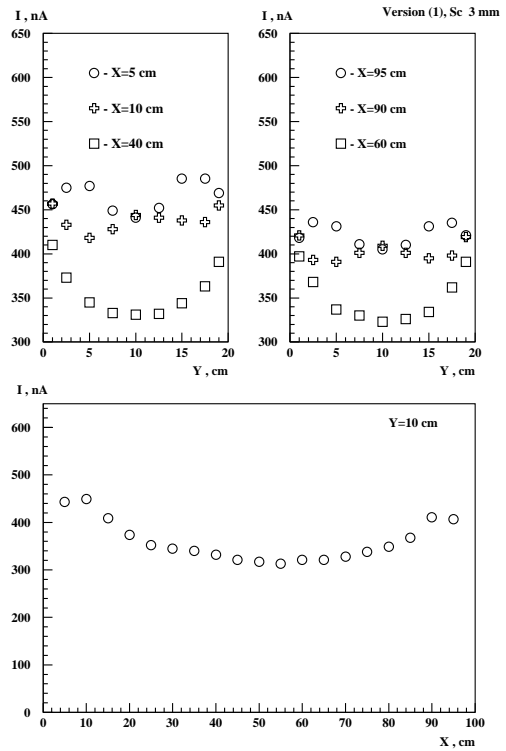 Version (1), Sc 3 mm
I , nA
650
600
550
500
450
400
350
300
- X=5 cm
- X=10 cm
- X=40 cm
0 5 10 15 20
Y , cm
I , nA
650
600
550
500
450
400
350
300
- X=95 cm
- X=90 cm
- X=60 cm
0 5 10 15 20
Y , cm
I , nA
600
500
400
300
200
100
0
Y=10 cm
0 10 20 30 40 50 60 70 80 90 100
X , cm